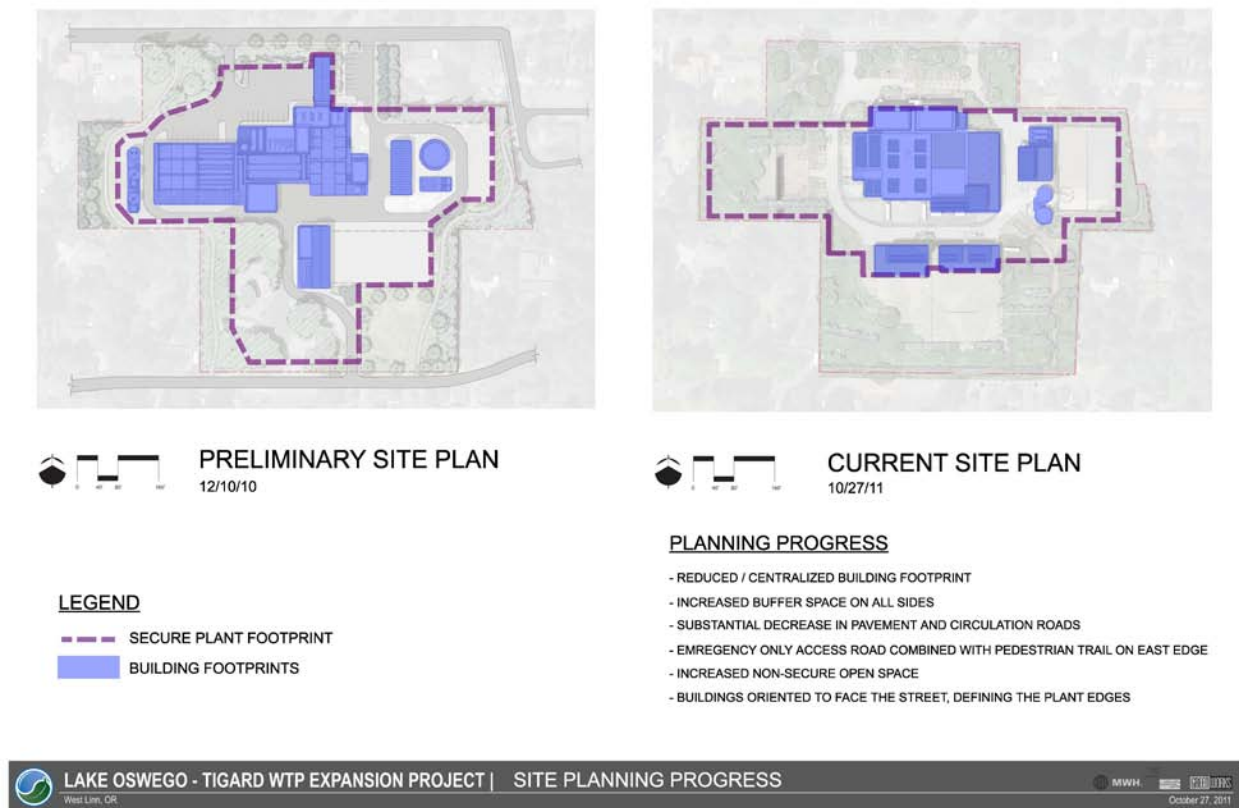 PRELIMINARY SITE PLAN
12/10/10
CURRENT SITE PLAN
10/27/11
LEGEND
SECURE PLANT FOOTPRINT
BUILDING FOOTPRINTS
PLANNING PROGRESS
- REDUCED / CENTRALIZED BUILDING FOOTPRINT
- INCREASED BUFFER SPACE ON ALL SIDES
- SUBSTANTIAL DECREASE IN PAVEMENT AND CIRCULATION ROADS
- EMREGENCY ONLY ACCESS ROAD COMBINED WITH PEDESTRIAN TRAIL ON EAST EDGE
- INCREASED NON-SECURE OPEN SPACE
- BUILDINGS ORIENTED TO FACE THE STREET, DEFINING THE PLANT EDGES
LAKE OSWEGO - TIGARD WTP EXPANSION PROJECT | SITE PLANNING PROGRESS
West Linn, OR
MWH
October 27, 2011